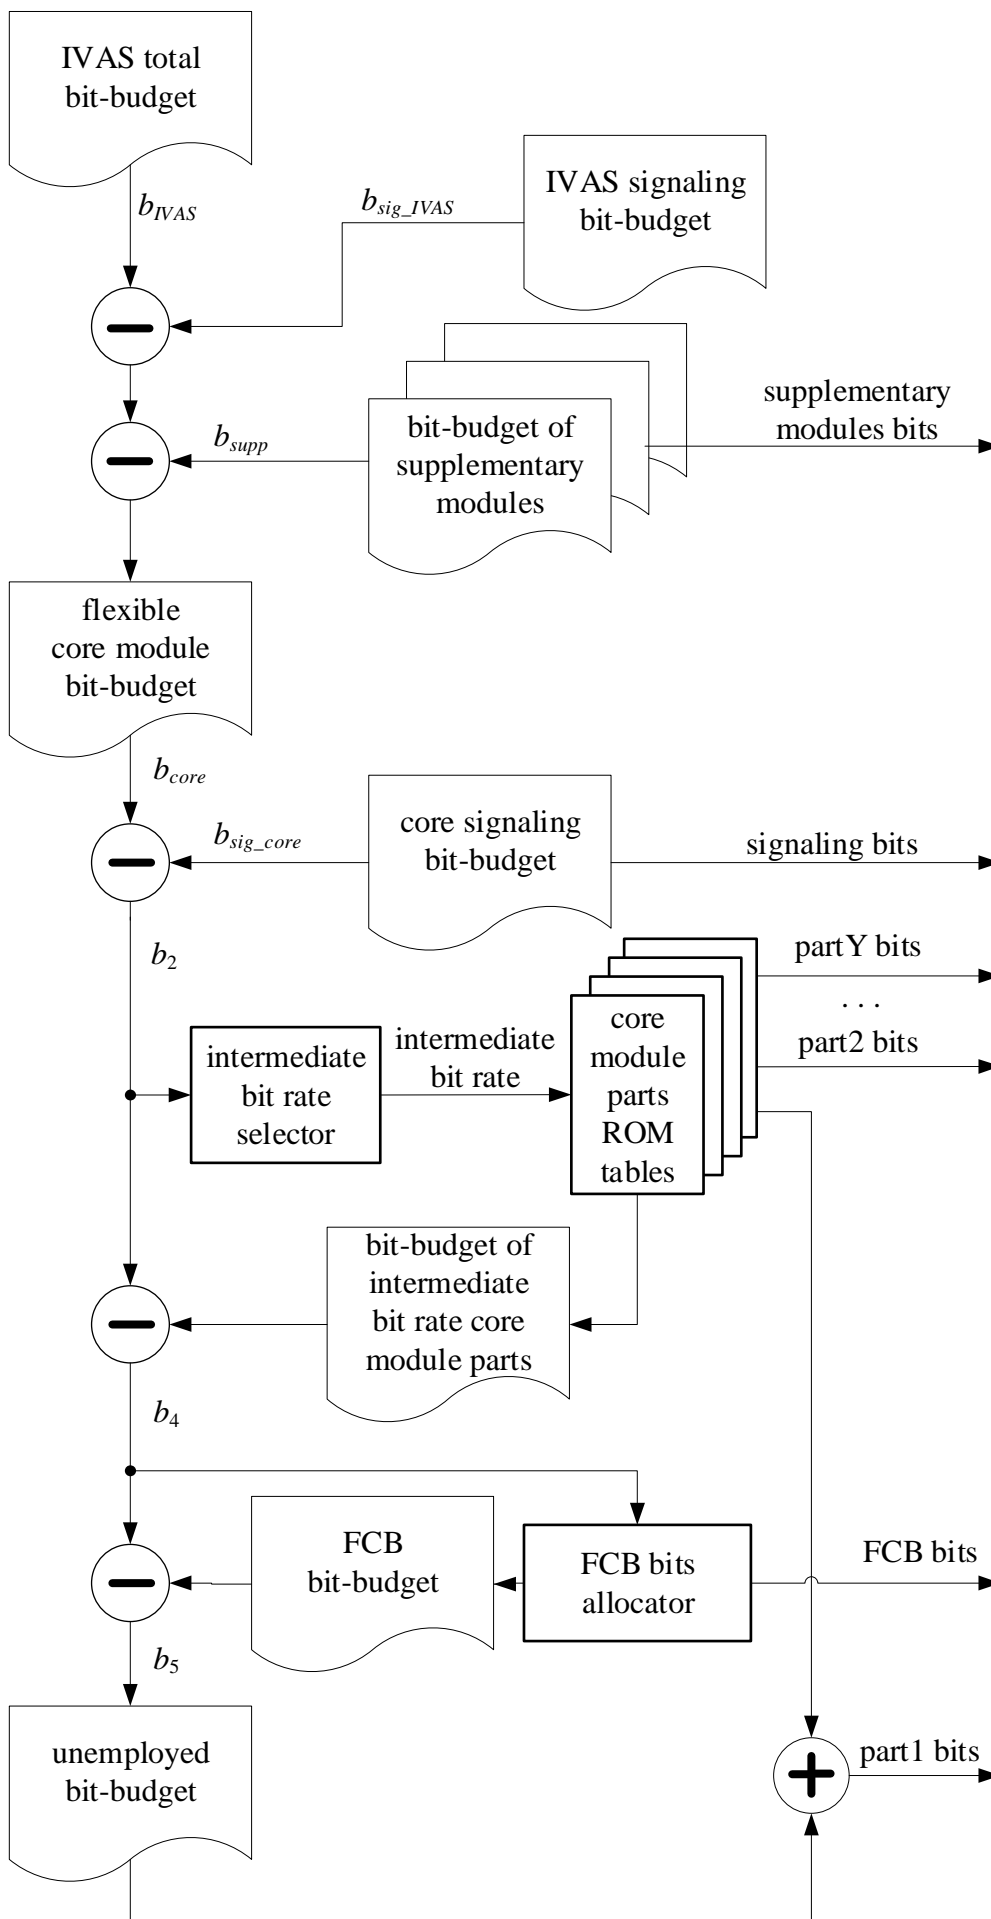 IVAS total
bit-budget
b_IVAS
b_sig_IVAS
IVAS signaling
bit-budget
b_supp
bit-budget of
supplementary
modules
supplementary
modules bits
flexible
core module
bit-budget
b_core
b_sig_core
core signaling
bit-budget
signaling bits
b_2
intermediate
bit rate
selector
intermediate
bit rate
core
module
parts
ROM
tables
partY bits
. . .
part2 bits
bit-budget of
intermediate
bit rate core
module parts
b_4
FCB
bit-budget
FCB bits
allocator
FCB bits
b_5
unemployed
bit-budget
part1 bits